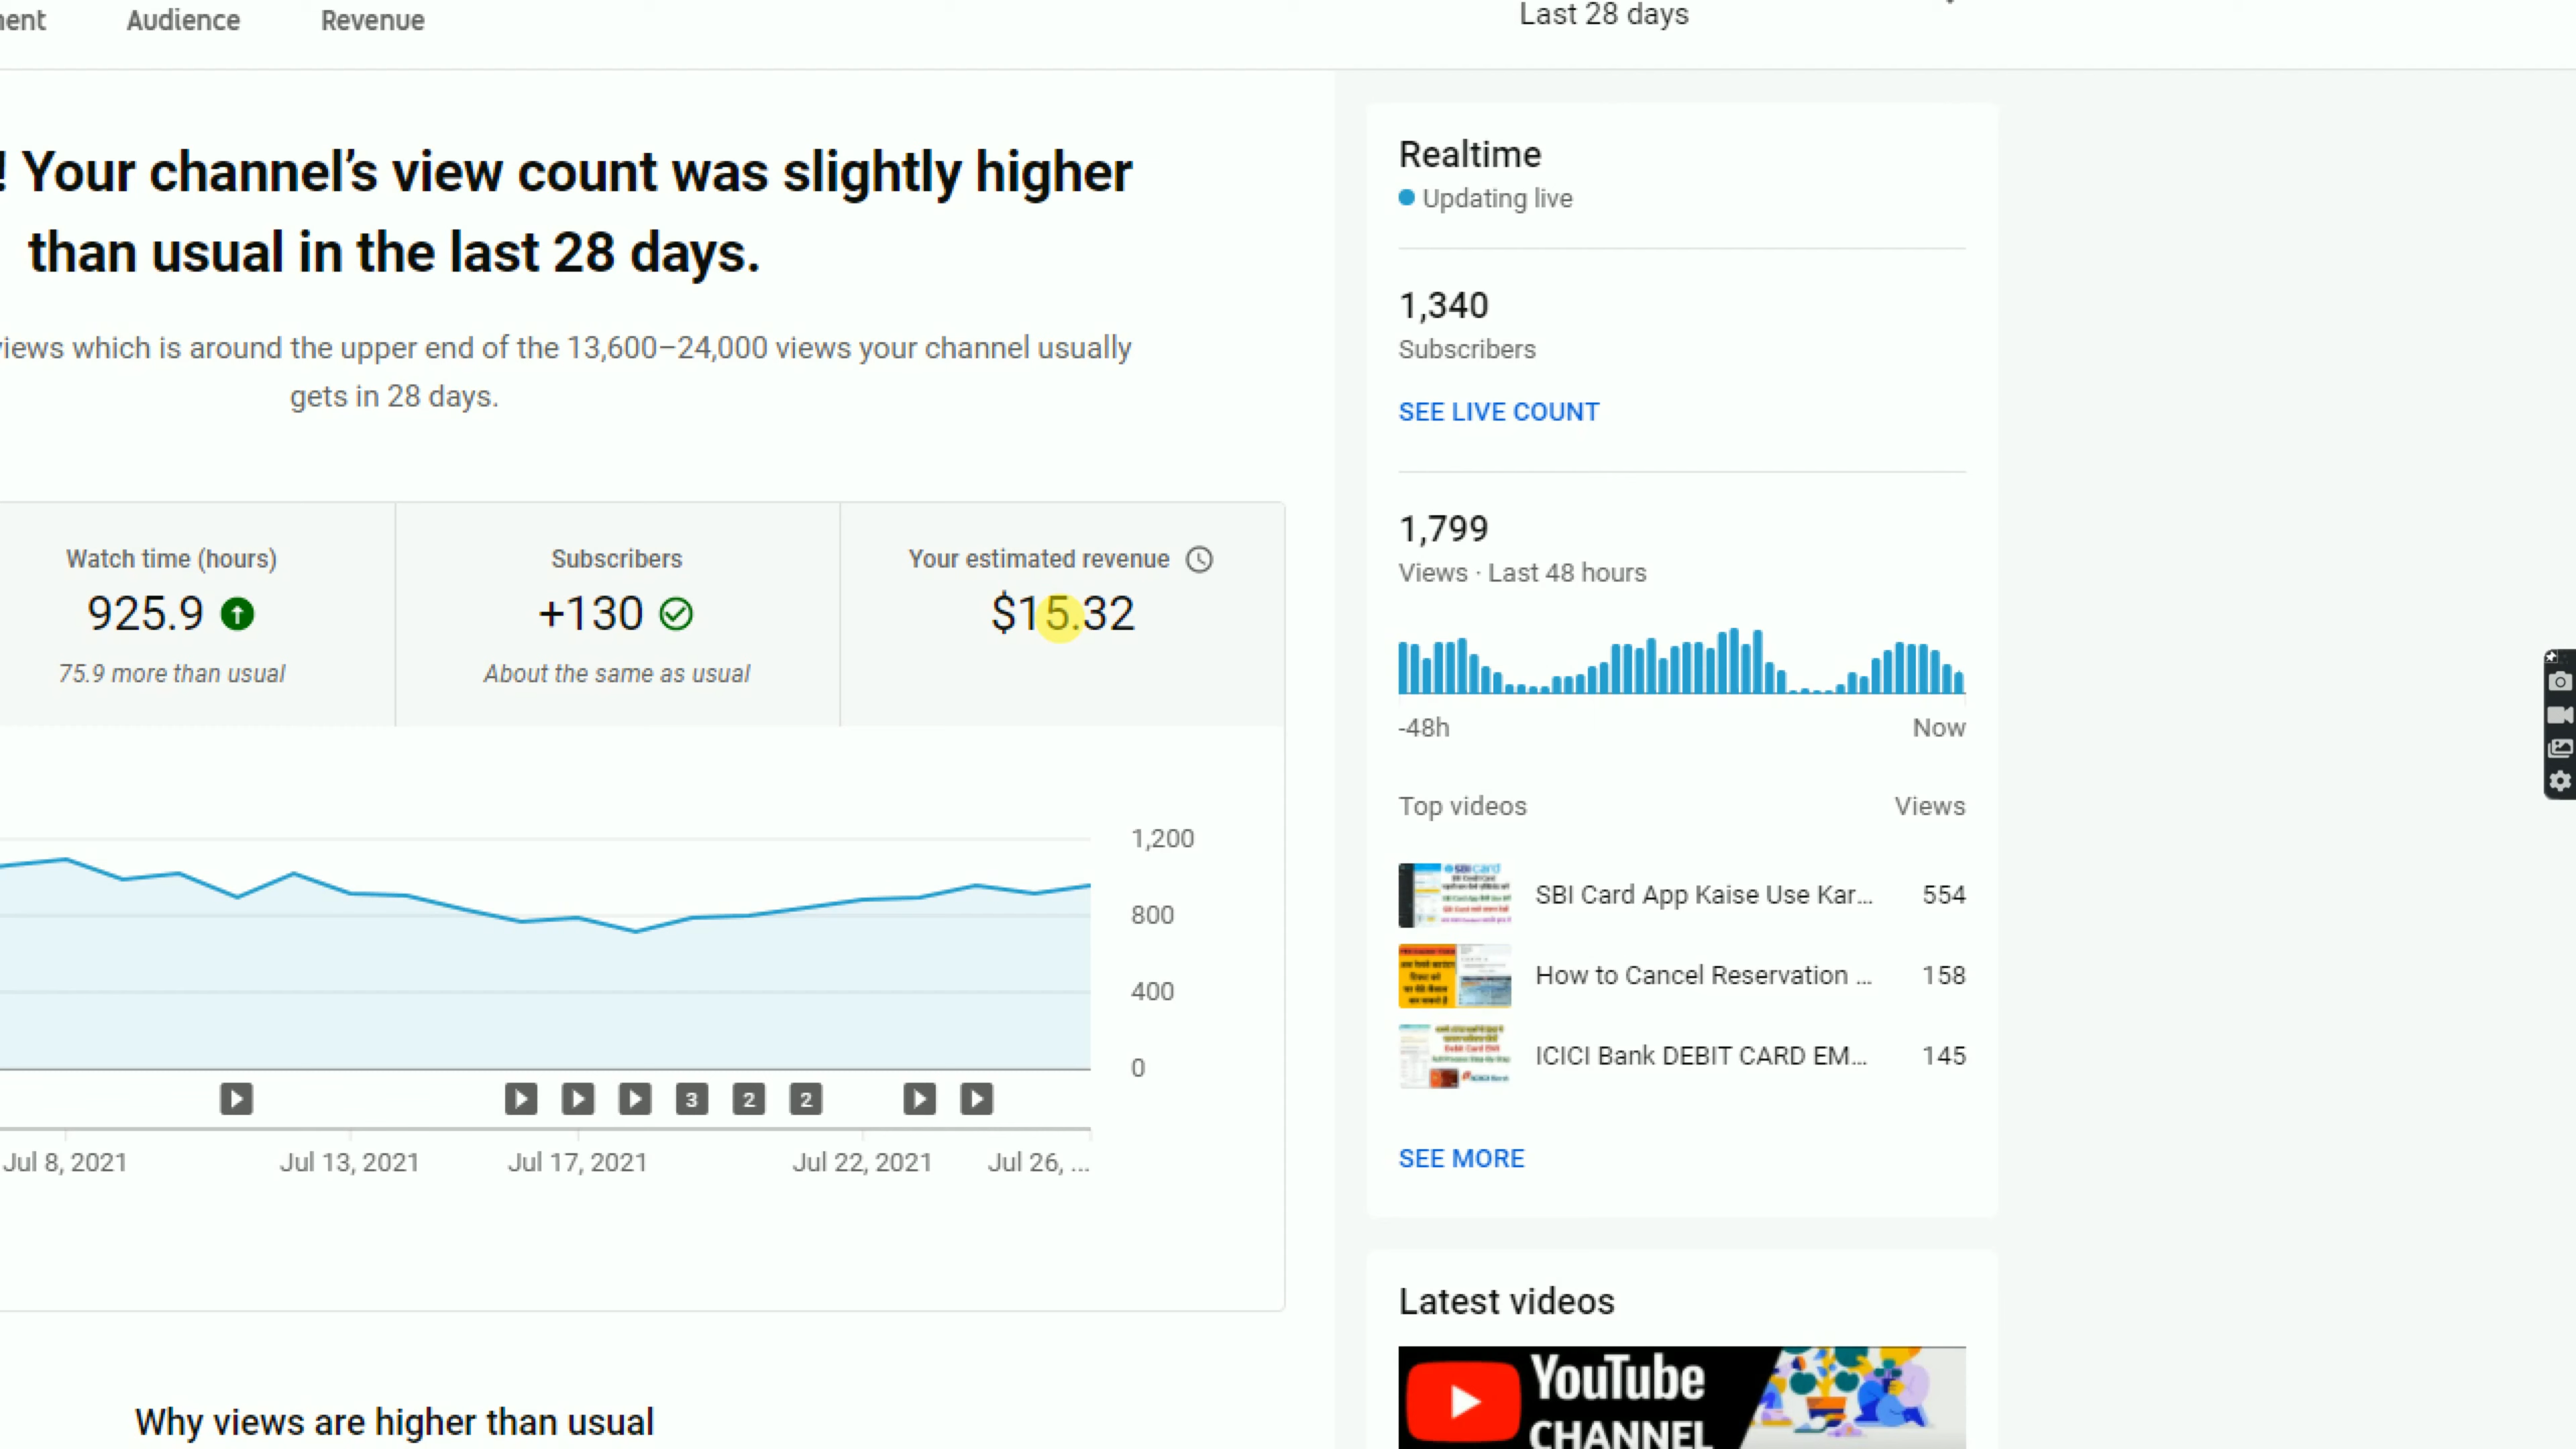 Audience
Revenue
Last 28 days
! Your channel's view count was slightly higher
than usual in the last 28 days.
views which is around the upper end of the 13,600–24,000 views your channel usually
gets in 28 days.
Watch time (hours)
925.9
75.9 more than usual
Subscribers
+130
About the same as usual
Your estimated revenue
$15.32
1,200
800
400
0
3
2
2
Jul 8, 2021
Jul 13, 2021
Jul 17, 2021
Jul 22, 2021
Jul 26, ...
Why views are higher than usual
Realtime
Updating live
1,340
Subscribers
SEE LIVE COUNT
1,799
Views · Last 48 hours
-48h
Now
Top videos
Views
SBI Card App Kaise Use Kar...
554
How to Cancel Reservation ...
158
ICICI Bank DEBIT CARD EM...
145
SEE MORE
Latest videos
YouTube
CHANNEL